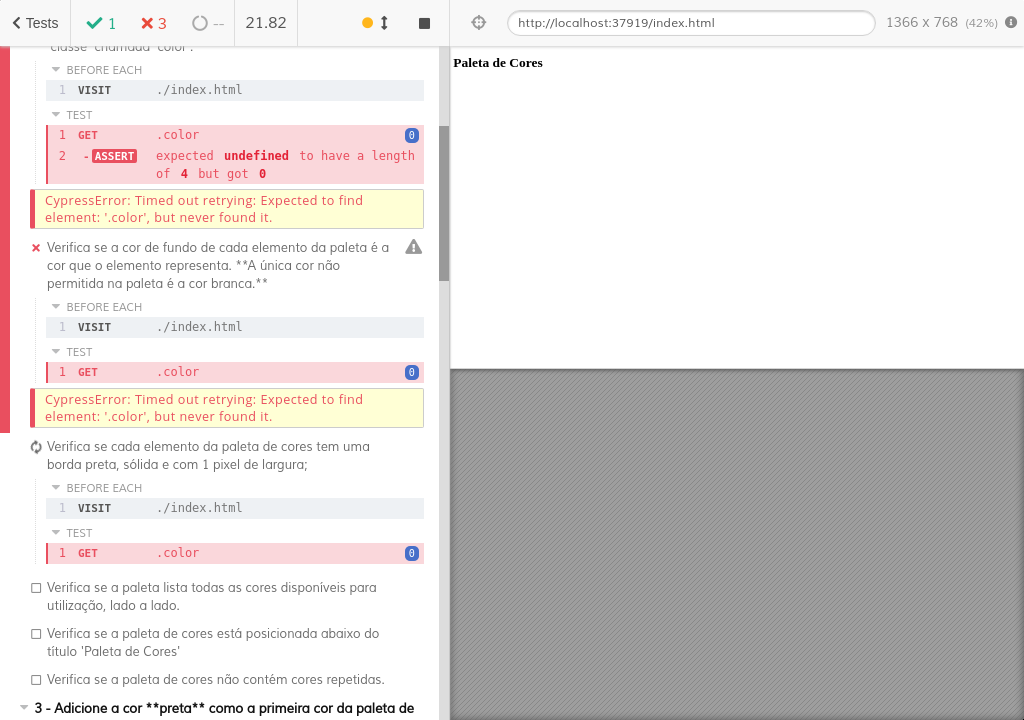 Tests
1
3
--
21.82
http://localhost:37919/index.html
1366 x 768 (42%)
classe 'chamada 'color'.
BEFORE EACH
1 VISIT ./index.html
TEST
1 GET .color 0
2 -ASSERT expected undefined to have a length
of 4 but got 0
CypressError: Timed out retrying: Expected to find
element: '.color', but never found it.
Verifica se a cor de fundo de cada elemento da paleta é a
cor que o elemento representa. **A única cor não
permitida na paleta é a cor branca.**
BEFORE EACH
1 VISIT ./index.html
TEST
1 GET .color 0
CypressError: Timed out retrying: Expected to find
element: '.color', but never found it.
Verifica se cada elemento da paleta de cores tem uma
borda preta, sólida e com 1 pixel de largura;
BEFORE EACH
1 VISIT ./index.html
TEST
1 GET .color 0
Verifica se a paleta lista todas as cores disponíveis para
utilização, lado a lado.
Verifica se a paleta de cores está posicionada abaixo do
título 'Paleta de Cores'
Verifica se a paleta de cores não contém cores repetidas.
3 - Adicione a cor **preta** como a primeira cor da paleta de
Paleta de Cores